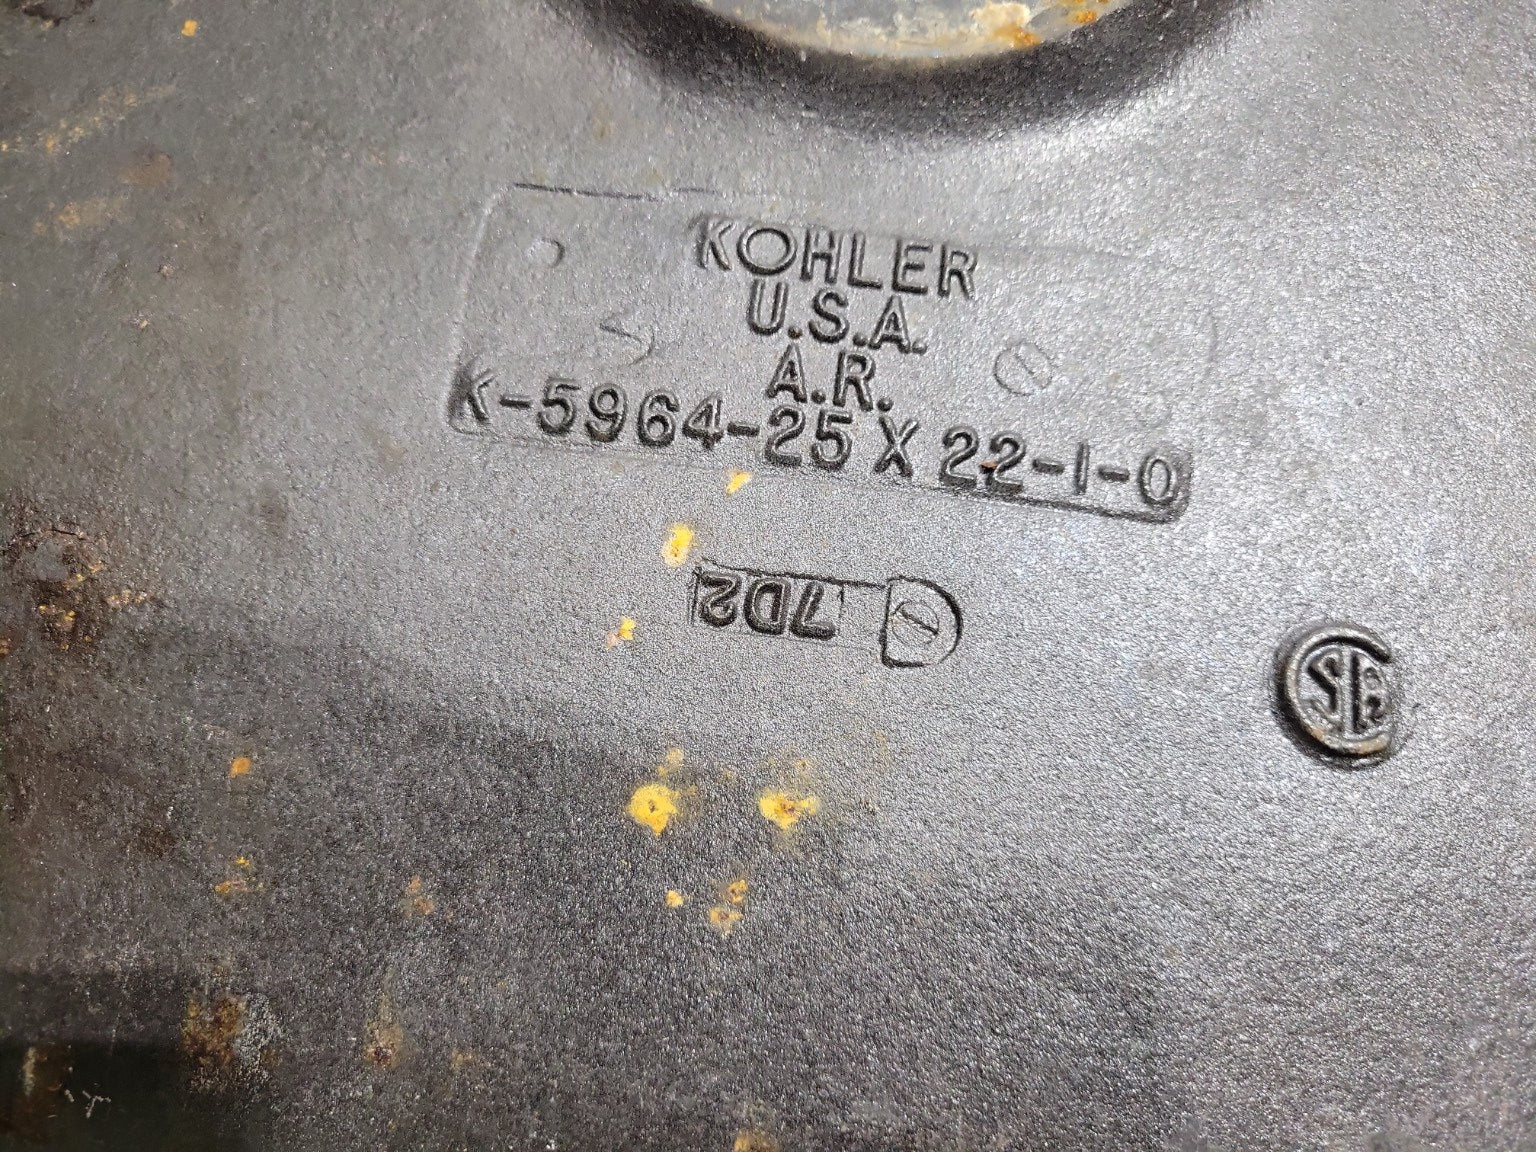 KOHLER
U.S.A.
A.R.
K-5964-25 X 22-1-0
7D2